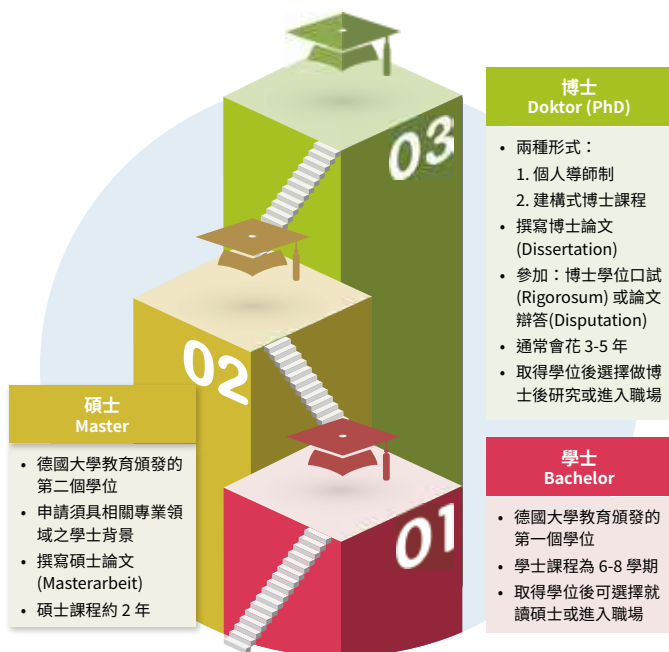 03
博士
Doktor (PhD)
• 兩種形式：
1. 個人導師制
2. 建構式博士課程
• 撰寫博士論文
(Dissertation)
• 參加：博士學位口試
(Rigorosum) 或論文
辯答(Disputation)
• 通常會花 3-5 年
• 取得學位後選擇做博
士後研究或進入職場
02
碩士
Master
• 德國大學教育頒發的
第二個學位
• 申請須具相關專業領
域之學士背景
• 撰寫碩士論文
(Masterarbeit)
• 碩士課程約 2 年
01
學士
Bachelor
• 德國大學教育頒發的
第一個學位
• 學士課程為 6-8 學期
• 取得學位後可選擇就
讀碩士或進入職場